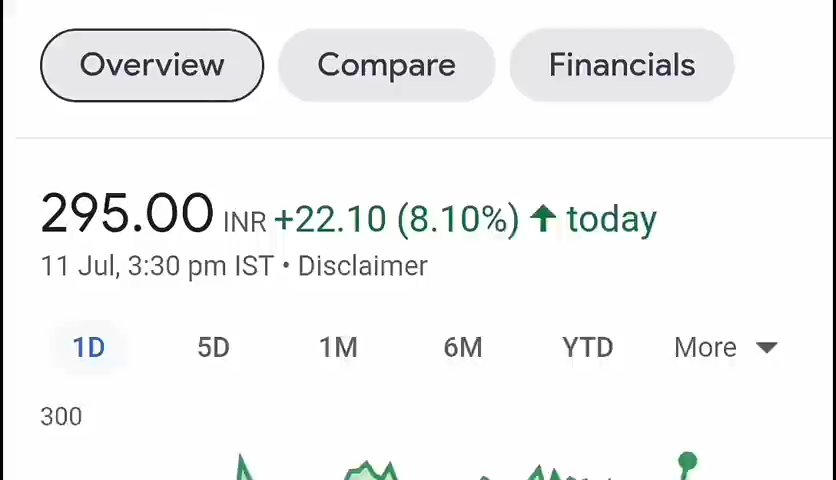 Overview Compare Financials
295.00 INR +22.10 (8.10%) ↑ today
11 Jul, 3:30 pm IST • Disclaimer
1D 5D 1M 6M YTD More
300